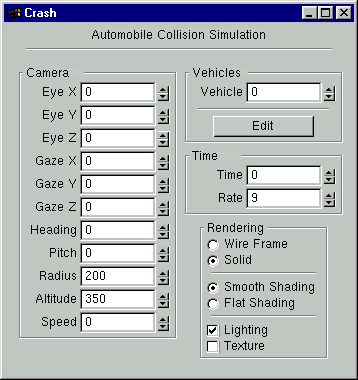 Crash
Automobile Collision Simulation
Camera
Eye X 0
Eye Y 0
Eye Z 0
Gaze X 0
Gaze Y 0
Gaze Z 0
Heading 0
Pitch 0
Radius 200
Altitude 350
Speed 0
Vehicles
Vehicle 0
Edit
Time
Time 0
Rate 9
Rendering
Wire Frame
Solid
Smooth Shading
Flat Shading
Lighting
Texture